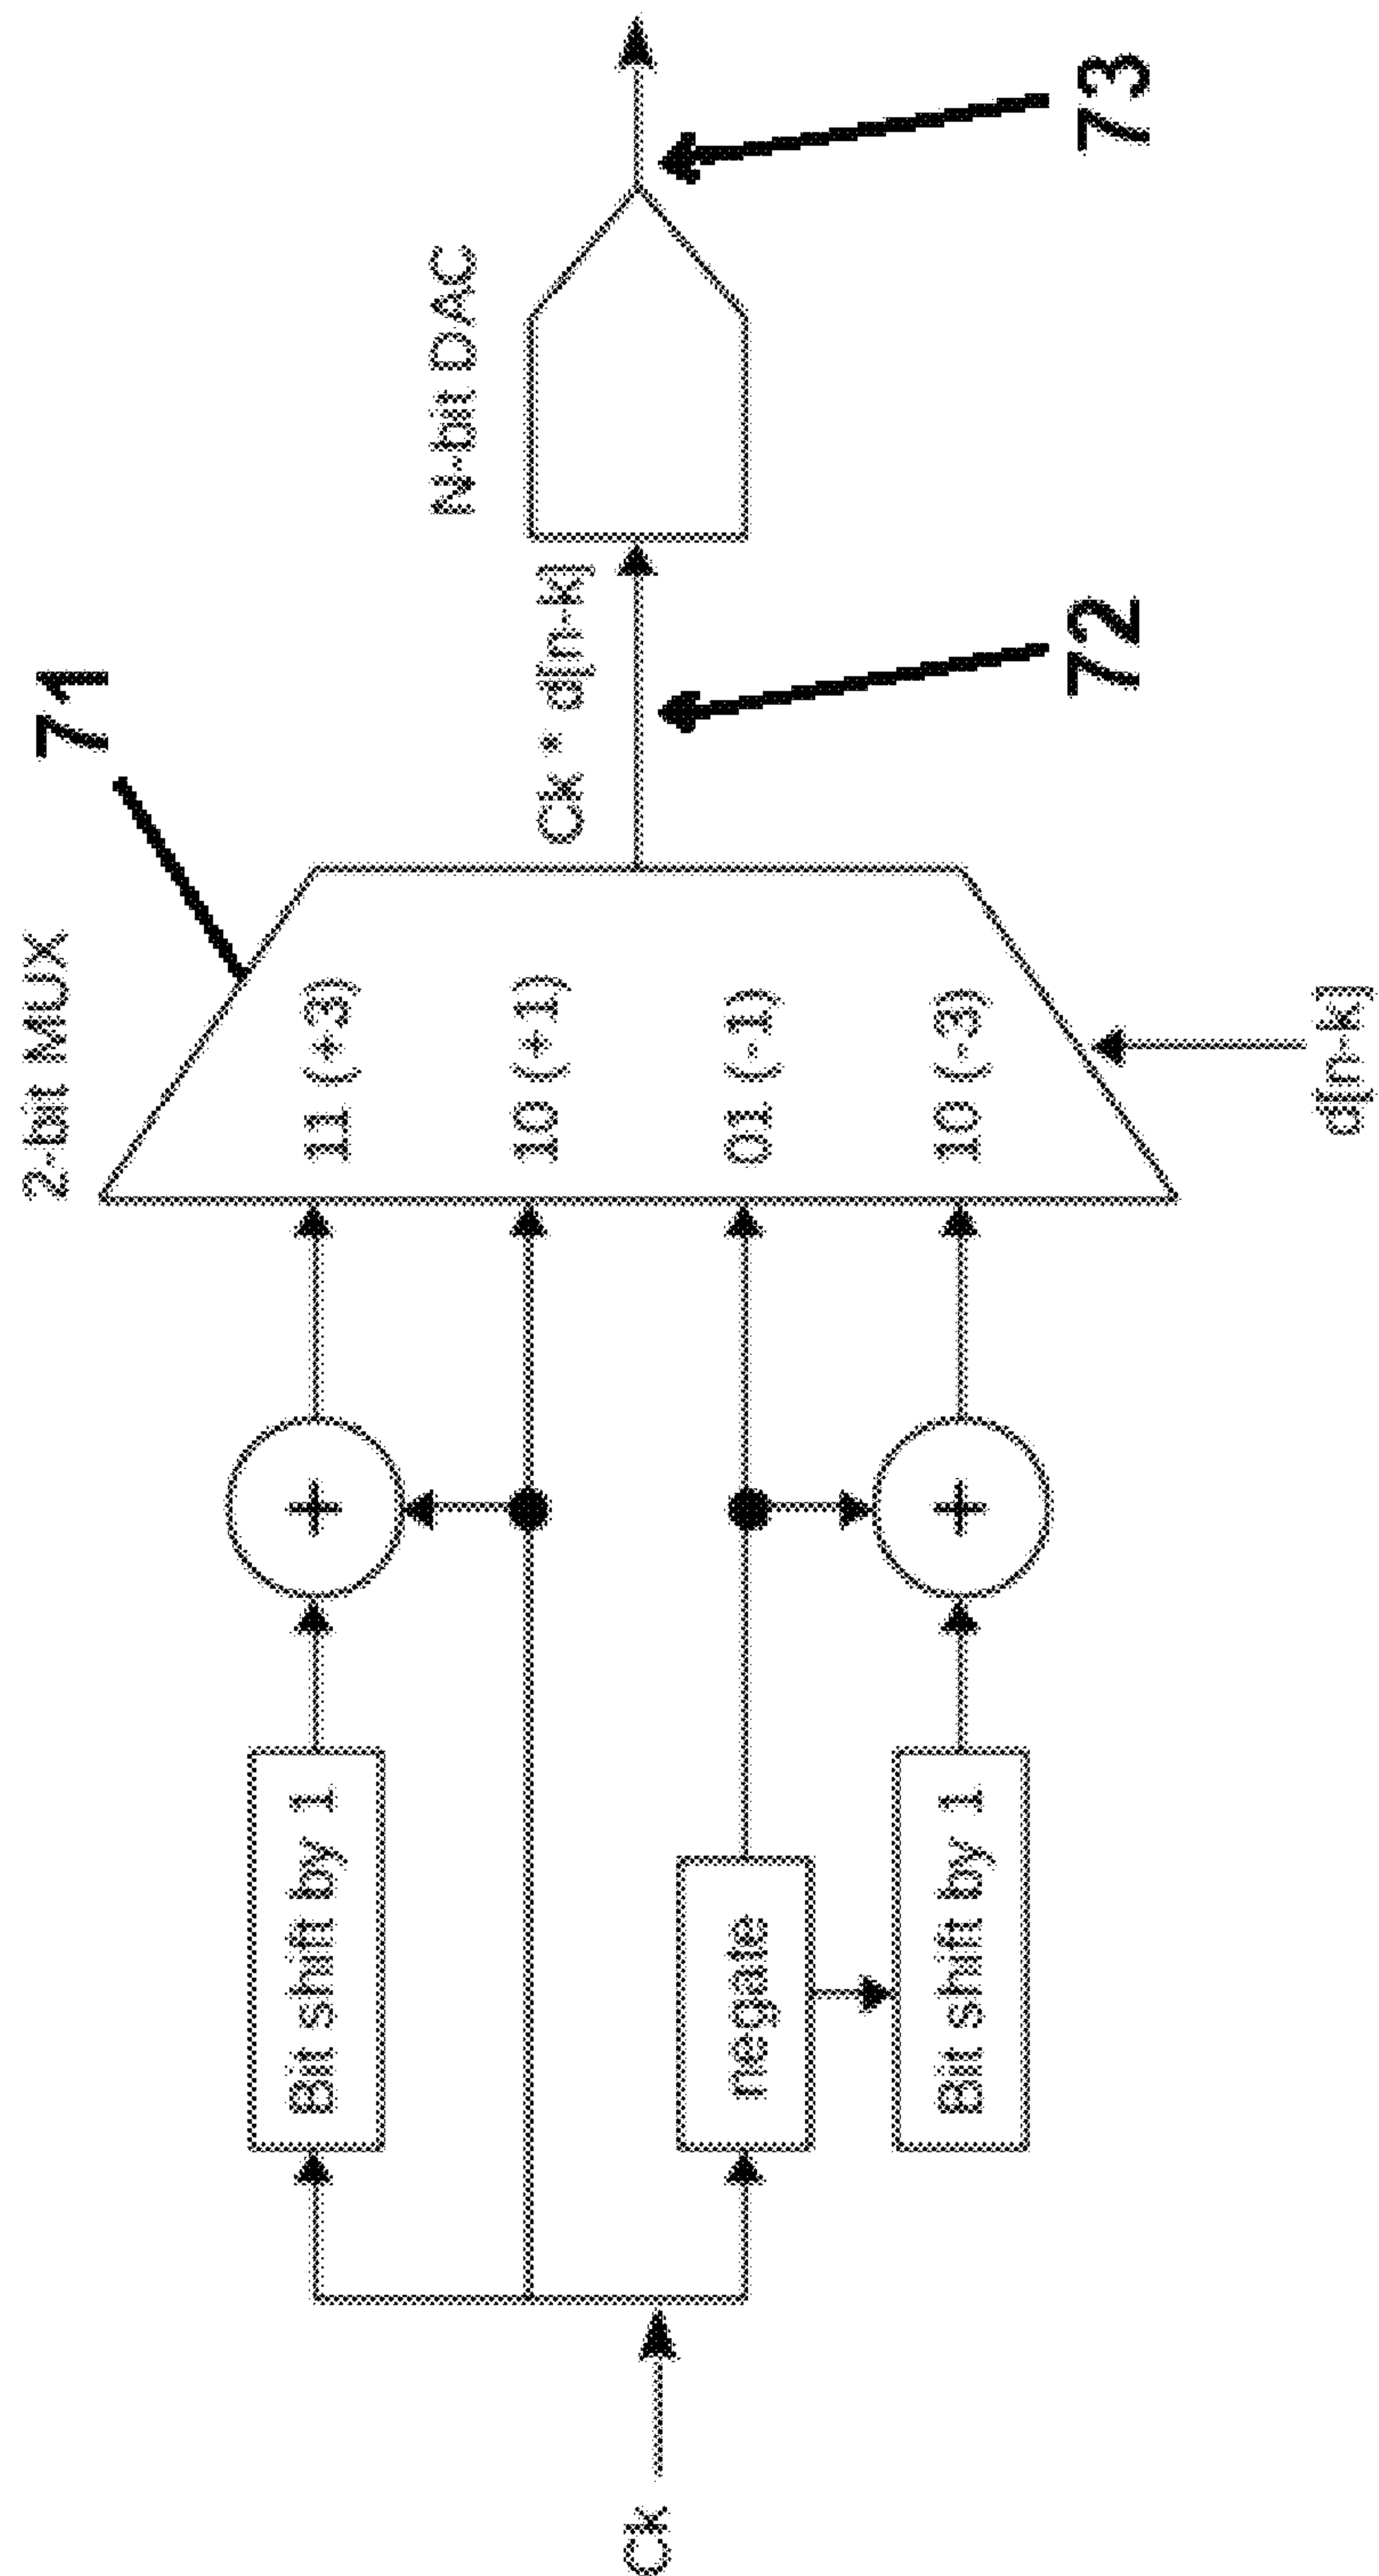 2-bit MUX
71
N-bit DAC
Bit shift by 1
+
11 (+3)
Ck * d[n-k]
10 (+1)
73
Ck
negate
01 (-1)
72
Bit shift by 1
+
10 (-3)
d[n-k]